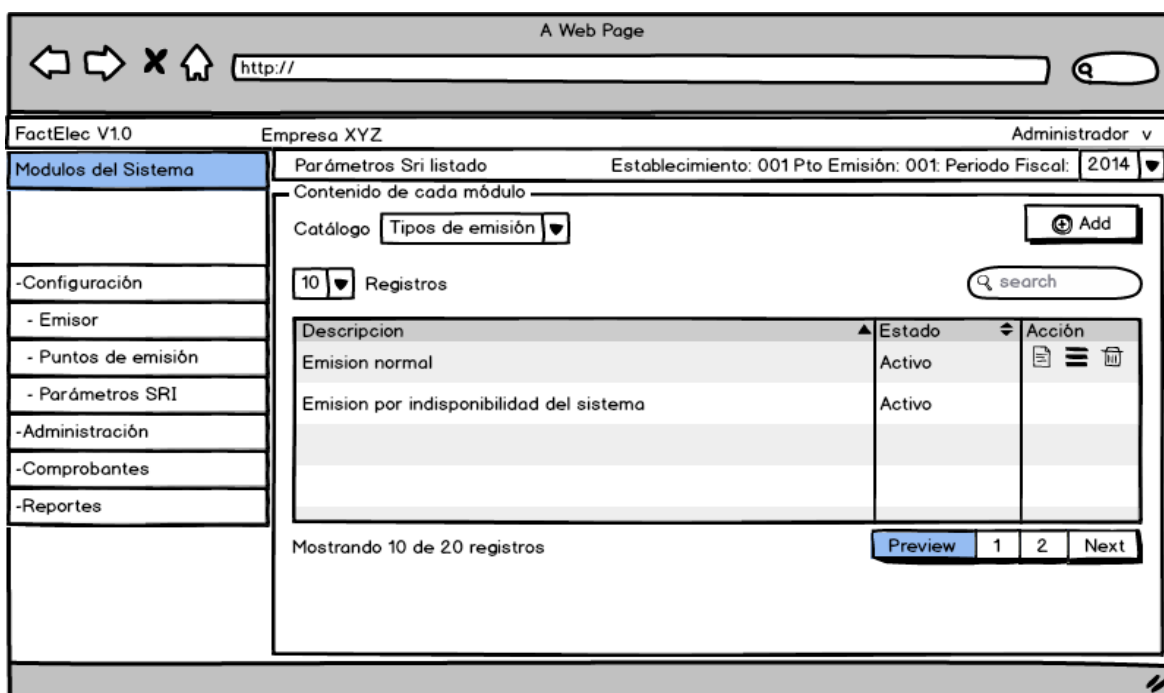 A Web Page
http://
FactElec V1.0 Empresa XYZ Administrador v
Modulos del Sistema
Parámetros Sri listado Establecimiento: 001 Pto Emisión: 001: Periodo Fiscal: 2014
Contenido de cada módulo
Catálogo Tipos de emisión Add
-Configuración
10 Registros search
- Emisor
Descripcion Estado Acción
- Puntos de emisión
Emision normal Activo
- Parámetros SRI
Emision por indisponibilidad del sistema Activo
-Administración
-Comprobantes
-Reportes
Mostrando 10 de 20 registros Preview 1 2 Next